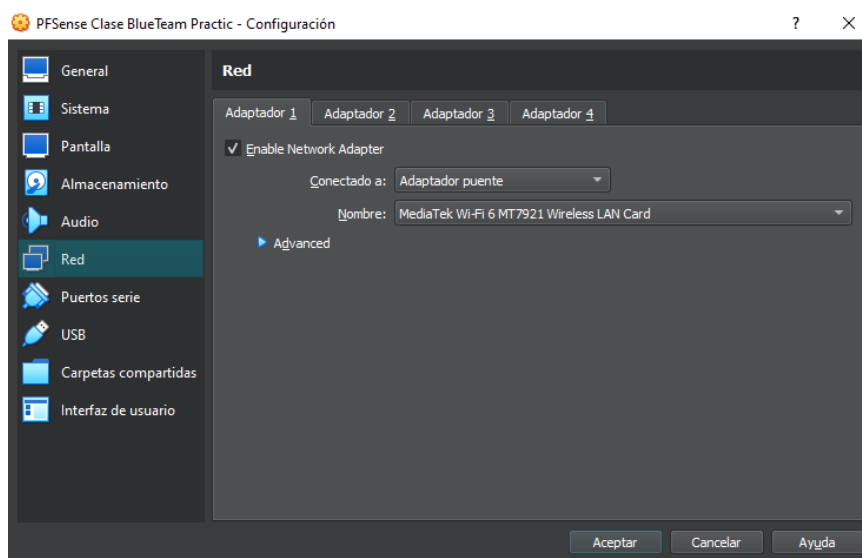 PFSense Clase BlueTeam Practic - Configuración
?
General
Sistema
Pantalla
Almacenamiento
Audio
Red
Puertos serie
USB
Carpetas compartidas
Interfaz de usuario
Red
Adaptador 1 Adaptador 2 Adaptador 3 Adaptador 4
Enable Network Adapter
Conectado a: Adaptador puente
Nombre: MediaTek Wi-Fi 6 MT7921 Wireless LAN Card
Advanced
Aceptar Cancelar Ayuda